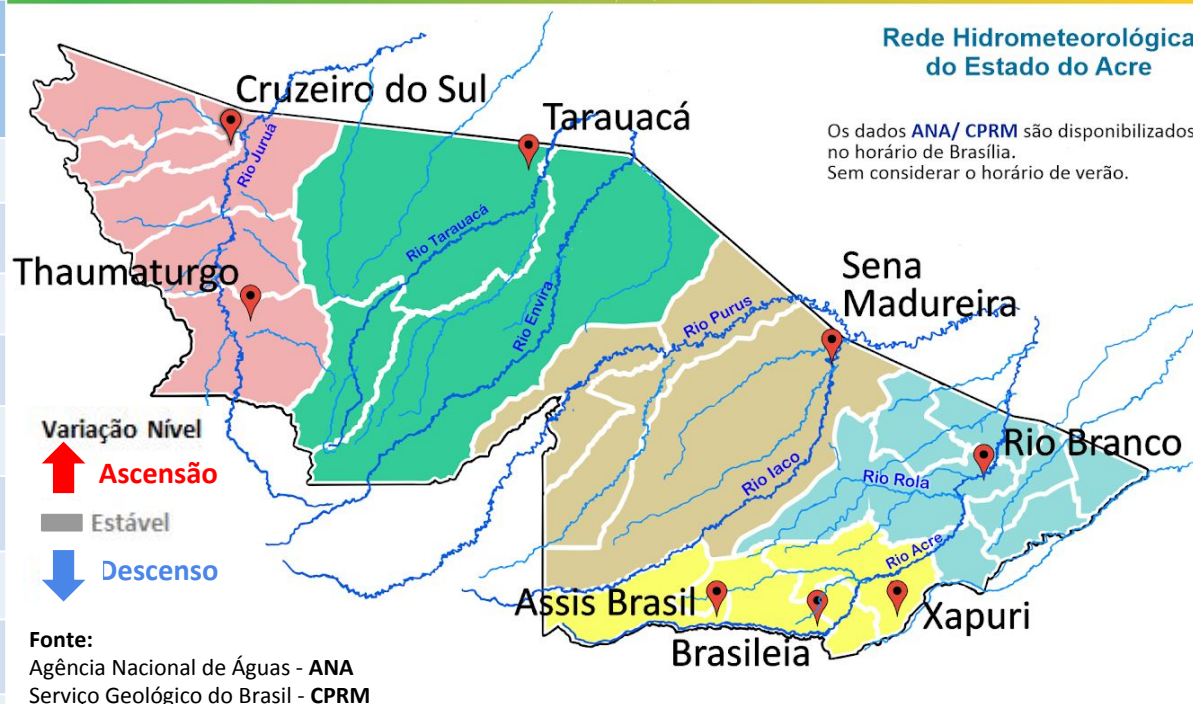 Rede Hidrometeorológica
do Estado do Acre
Os dados ANA/ CPRM são disponibilizados
no horário de Brasília.
Sem considerar o horário de verão.
Cruzeiro do Sul
Tarauacá
Rio Juruá
Rio Tarauacá
Thaumaturgo
Rio Envira
Rio Purus
Sena
Madureira
Rio Branco
Rio Iaco
Rio Rola
Rio Acre
Assis Brasil
Brasileia
Xapuri
Variação Nível
Ascensão
Estável
Descenso
Fonte:
Agência Nacional de Águas - ANA
Serviço Geológico do Brasil - CPRM